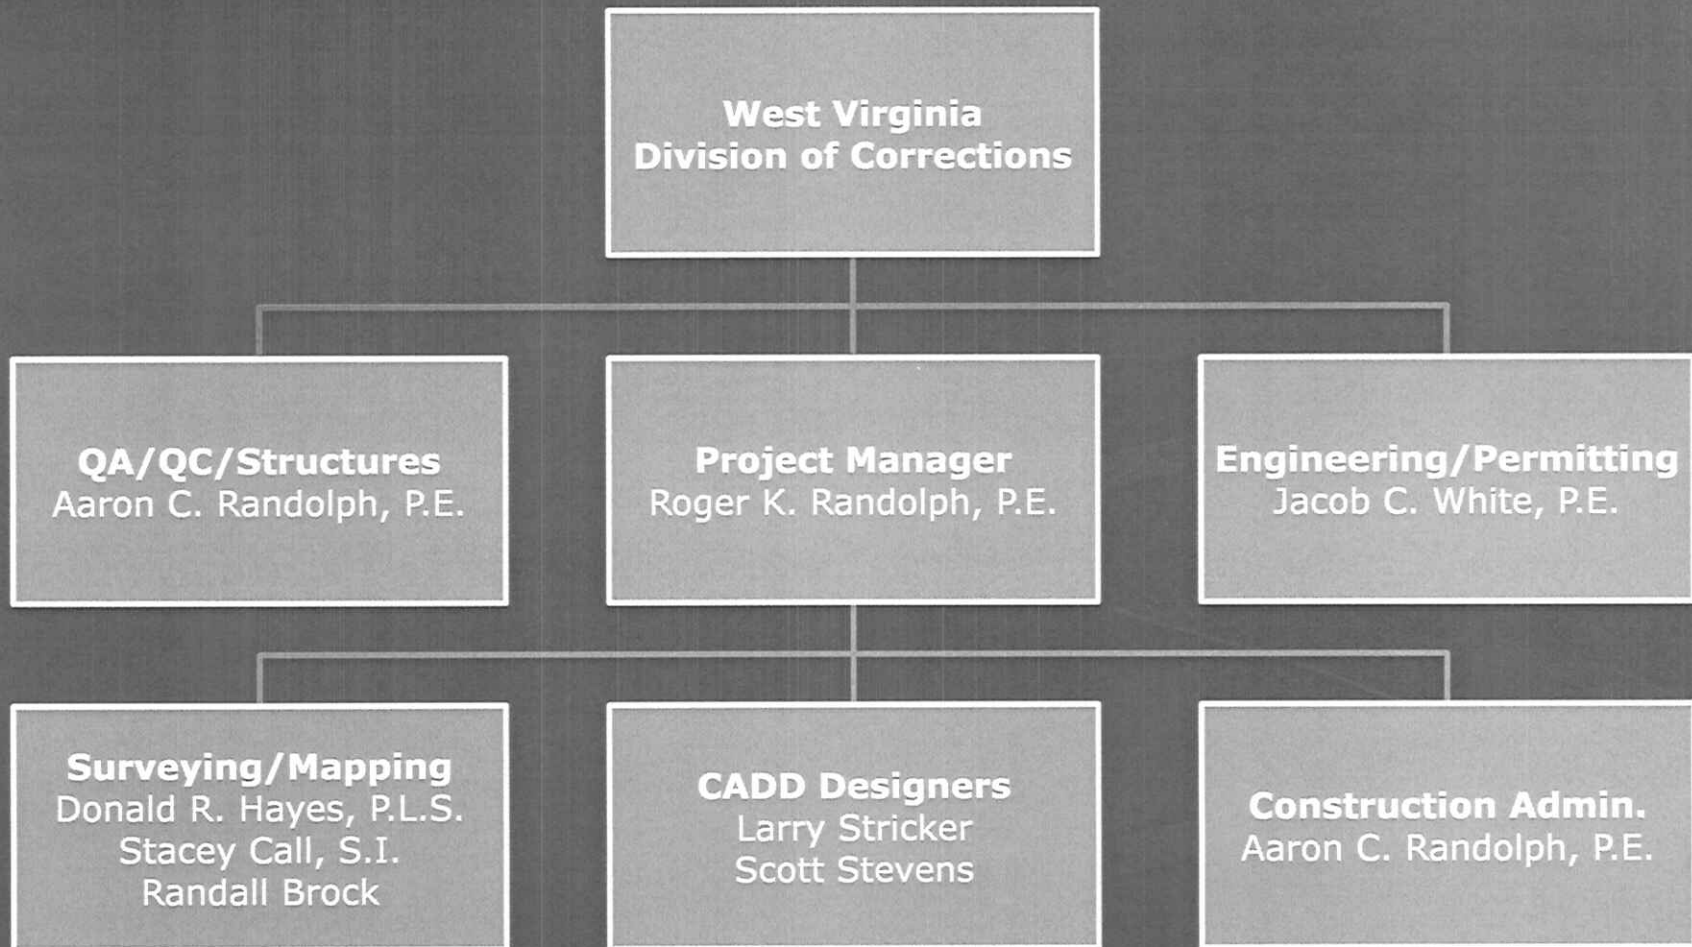 West Virginia
Division of Corrections
QA/QC/Structures
Aaron C. Randolph, P.E.
Project Manager
Roger K. Randolph, P.E.
Engineering/Permitting
Jacob C. White, P.E.
Surveying/Mapping
Donald R. Hayes, P.L.S.
Stacey Call, S.I.
Randall Brock
CADD Designers
Larry Stricker
Scott Stevens
Construction Admin.
Aaron C. Randolph, P.E.